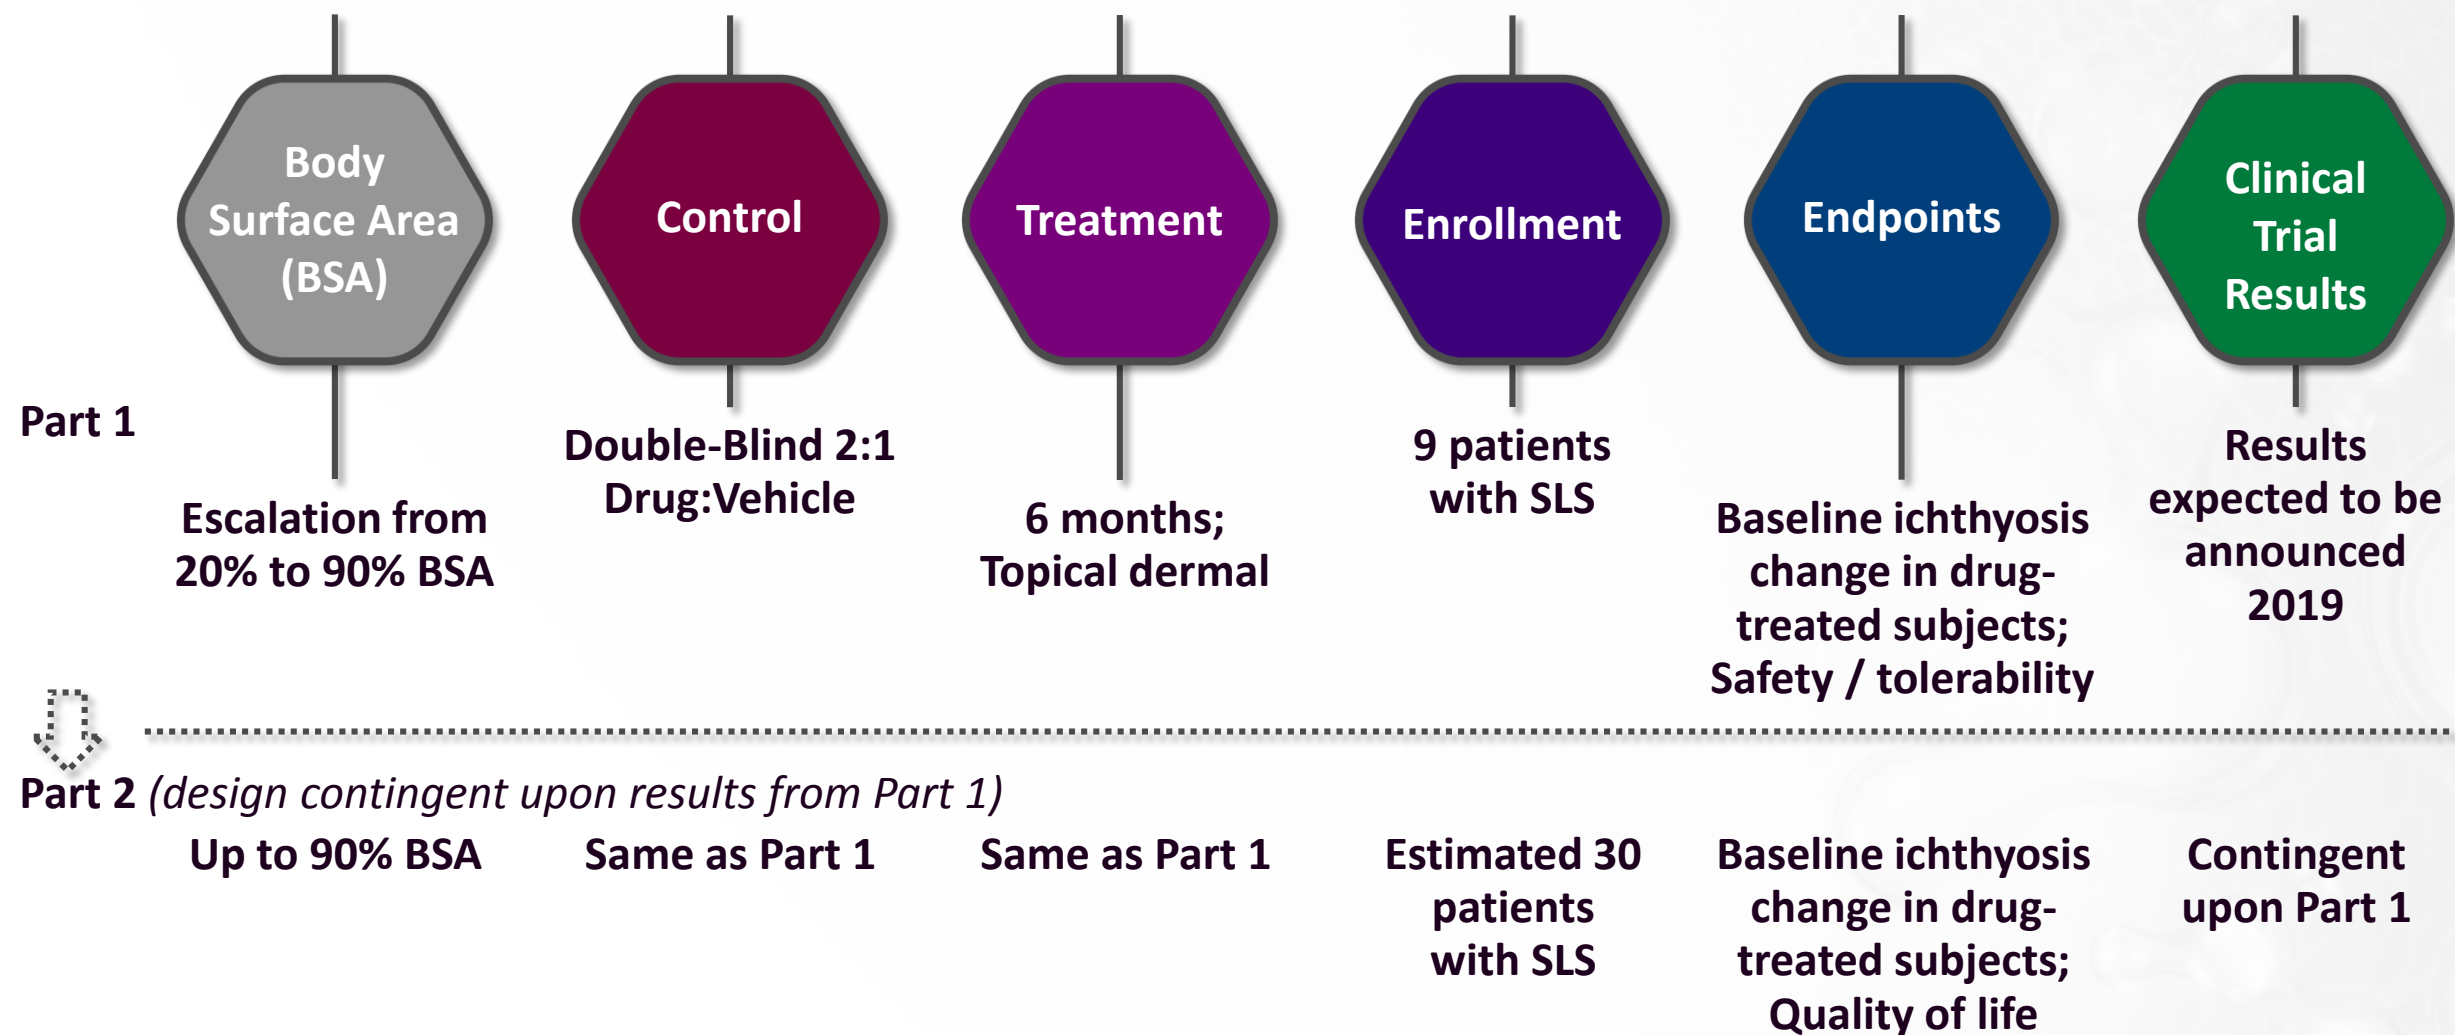 Body
Surface Area
(BSA)
Control
Treatment
Enrollment
Endpoints
Clinical
Trial
Results
Part 1
Escalation from
20% to 90% BSA
Double-Blind 2:1
Drug:Vehicle
6 months;
Topical dermal
9 patients
with SLS
Baseline ichthyosis
change in drug-
treated subjects;
Safety / tolerability
Results
expected to be
announced
2019
Part 2 (design contingent upon results from Part 1)
Up to 90% BSA
Same as Part 1
Same as Part 1
Estimated 30
patients
with SLS
Baseline ichthyosis
change in drug-
treated subjects;
Quality of life
Contingent
upon Part 1